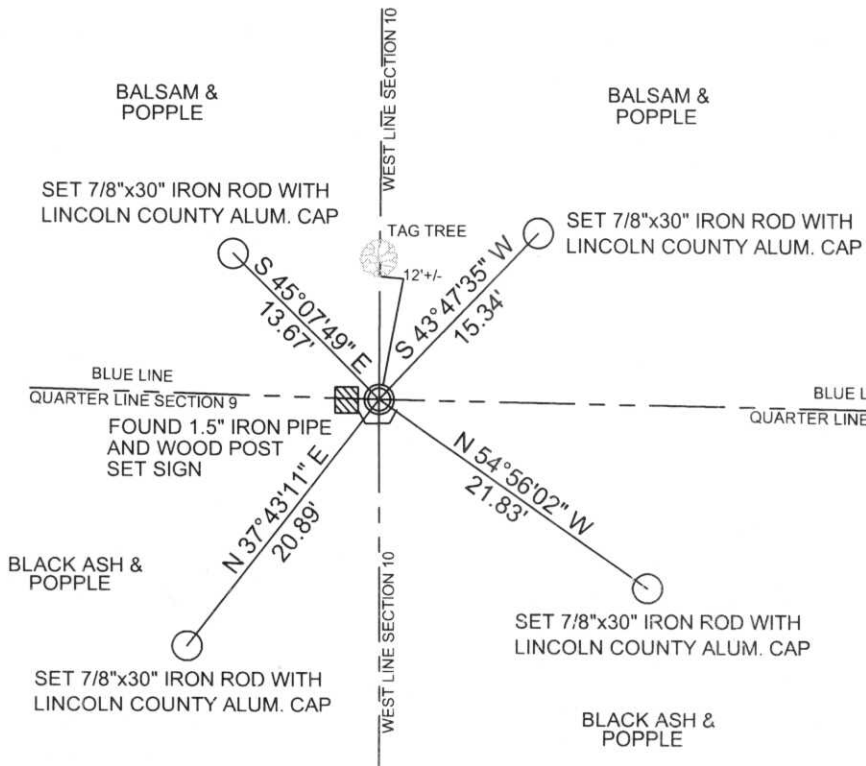 WEST LINE SECTION 10
BALSAM &
POPPLE
BALSAM &
POPPLE
SET 7/8"x30" IRON ROD WITH
LINCOLN COUNTY ALUM. CAP
TAG TREE
SET 7/8"x30" IRON ROD WITH
LINCOLN COUNTY ALUM. CAP
12'+/-
S 45°07'49" E
13.67'
S 43°47'35" W
15.34'
BLUE LINE
QUARTER LINE SECTION 9
BLUE L
QUARTER LINE
FOUND 1.5" IRON PIPE
AND WOOD POST
SET SIGN
N 37°43'11" E
20.89'
N 54°56'02" W
21.83'
BLACK ASH &
POPPLE
SET 7/8"x30" IRON ROD WITH
LINCOLN COUNTY ALUM. CAP
SET 7/8"x30" IRON ROD WITH
LINCOLN COUNTY ALUM. CAP
WEST LINE SECTION 10
BLACK ASH &
POPPLE